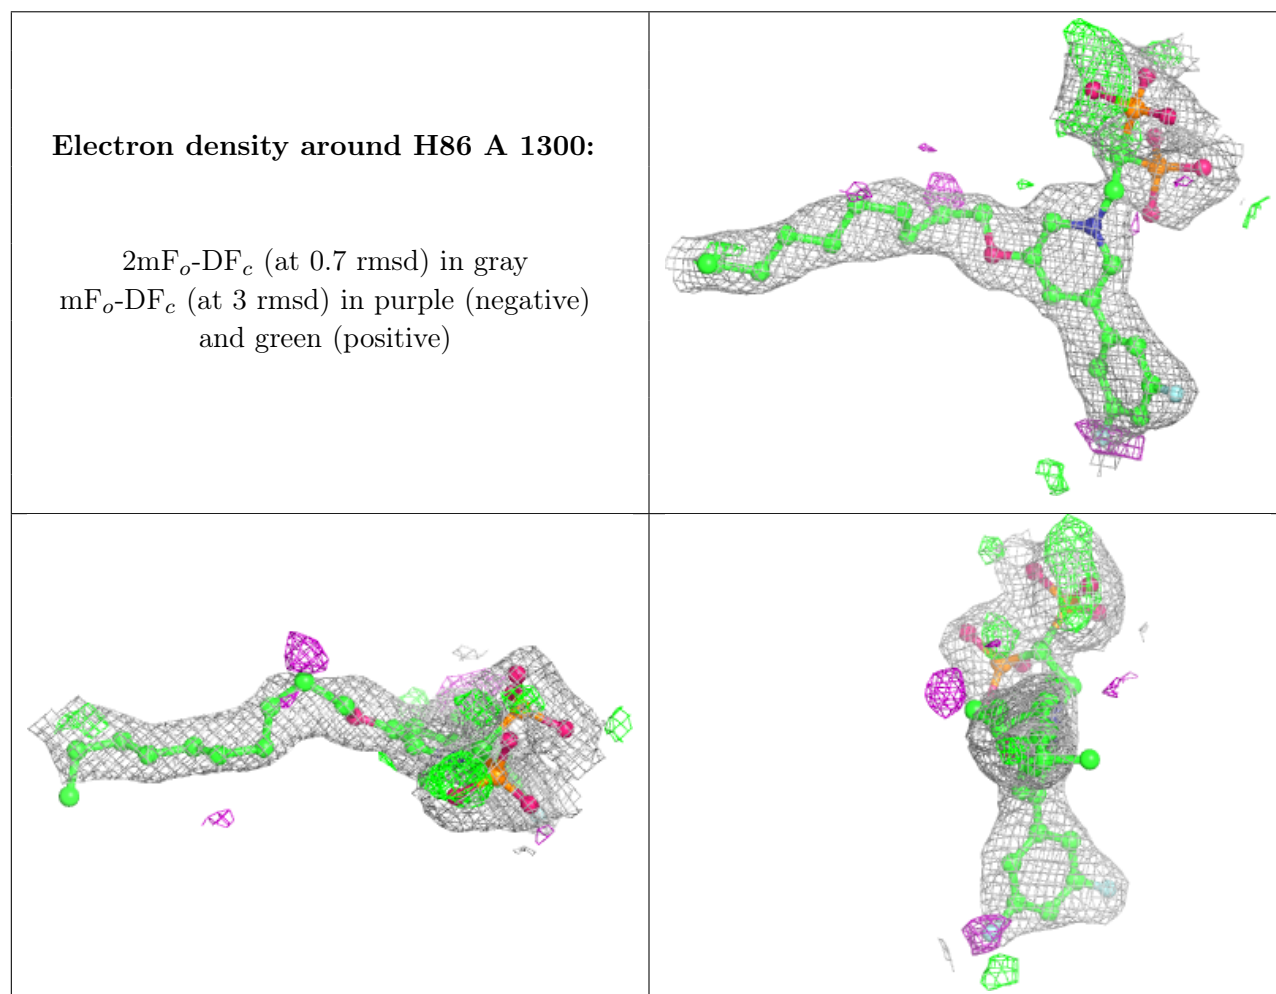 Electron density around H86 A 1300:
2mFo-DFc (at 0.7 rmsd) in gray
mFo-DFc (at 3 rmsd) in purple (negative)
and green (positive)